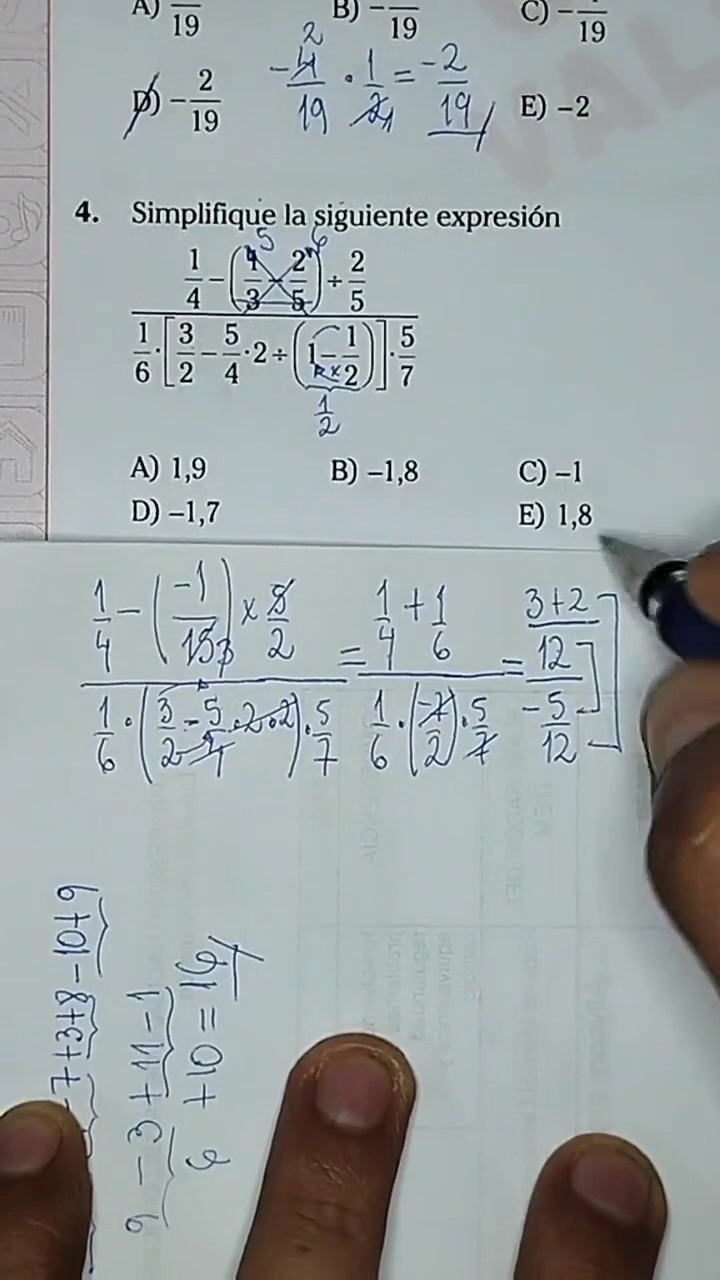 A) 19 B) − 19 C) − 19
D) −2/19 −4/19 · 1/2 = −2/19 E) −2
4. Simplifique la siguiente expresión
1/4 − (1/3 − 2/5) ÷ 2/5
1/6 · [3/2 − 5/4 · 2 ÷ (1 − 1/2)] · 5/7
1/2
A) 1,9 B) −1,8 C) −1
D) −1,7 E) 1,8
1/4 − (−1/15) × 5/2 = 1/4 + 1/6 = 3+2/12
1/6 · (3/2 − 5/4 · 2 · 2) · 5/7 1/6 · (−7/2) · 5/7 −5/12
7+3+8−10+9
9 − 3 + 11 − 1
+ 10 = 16